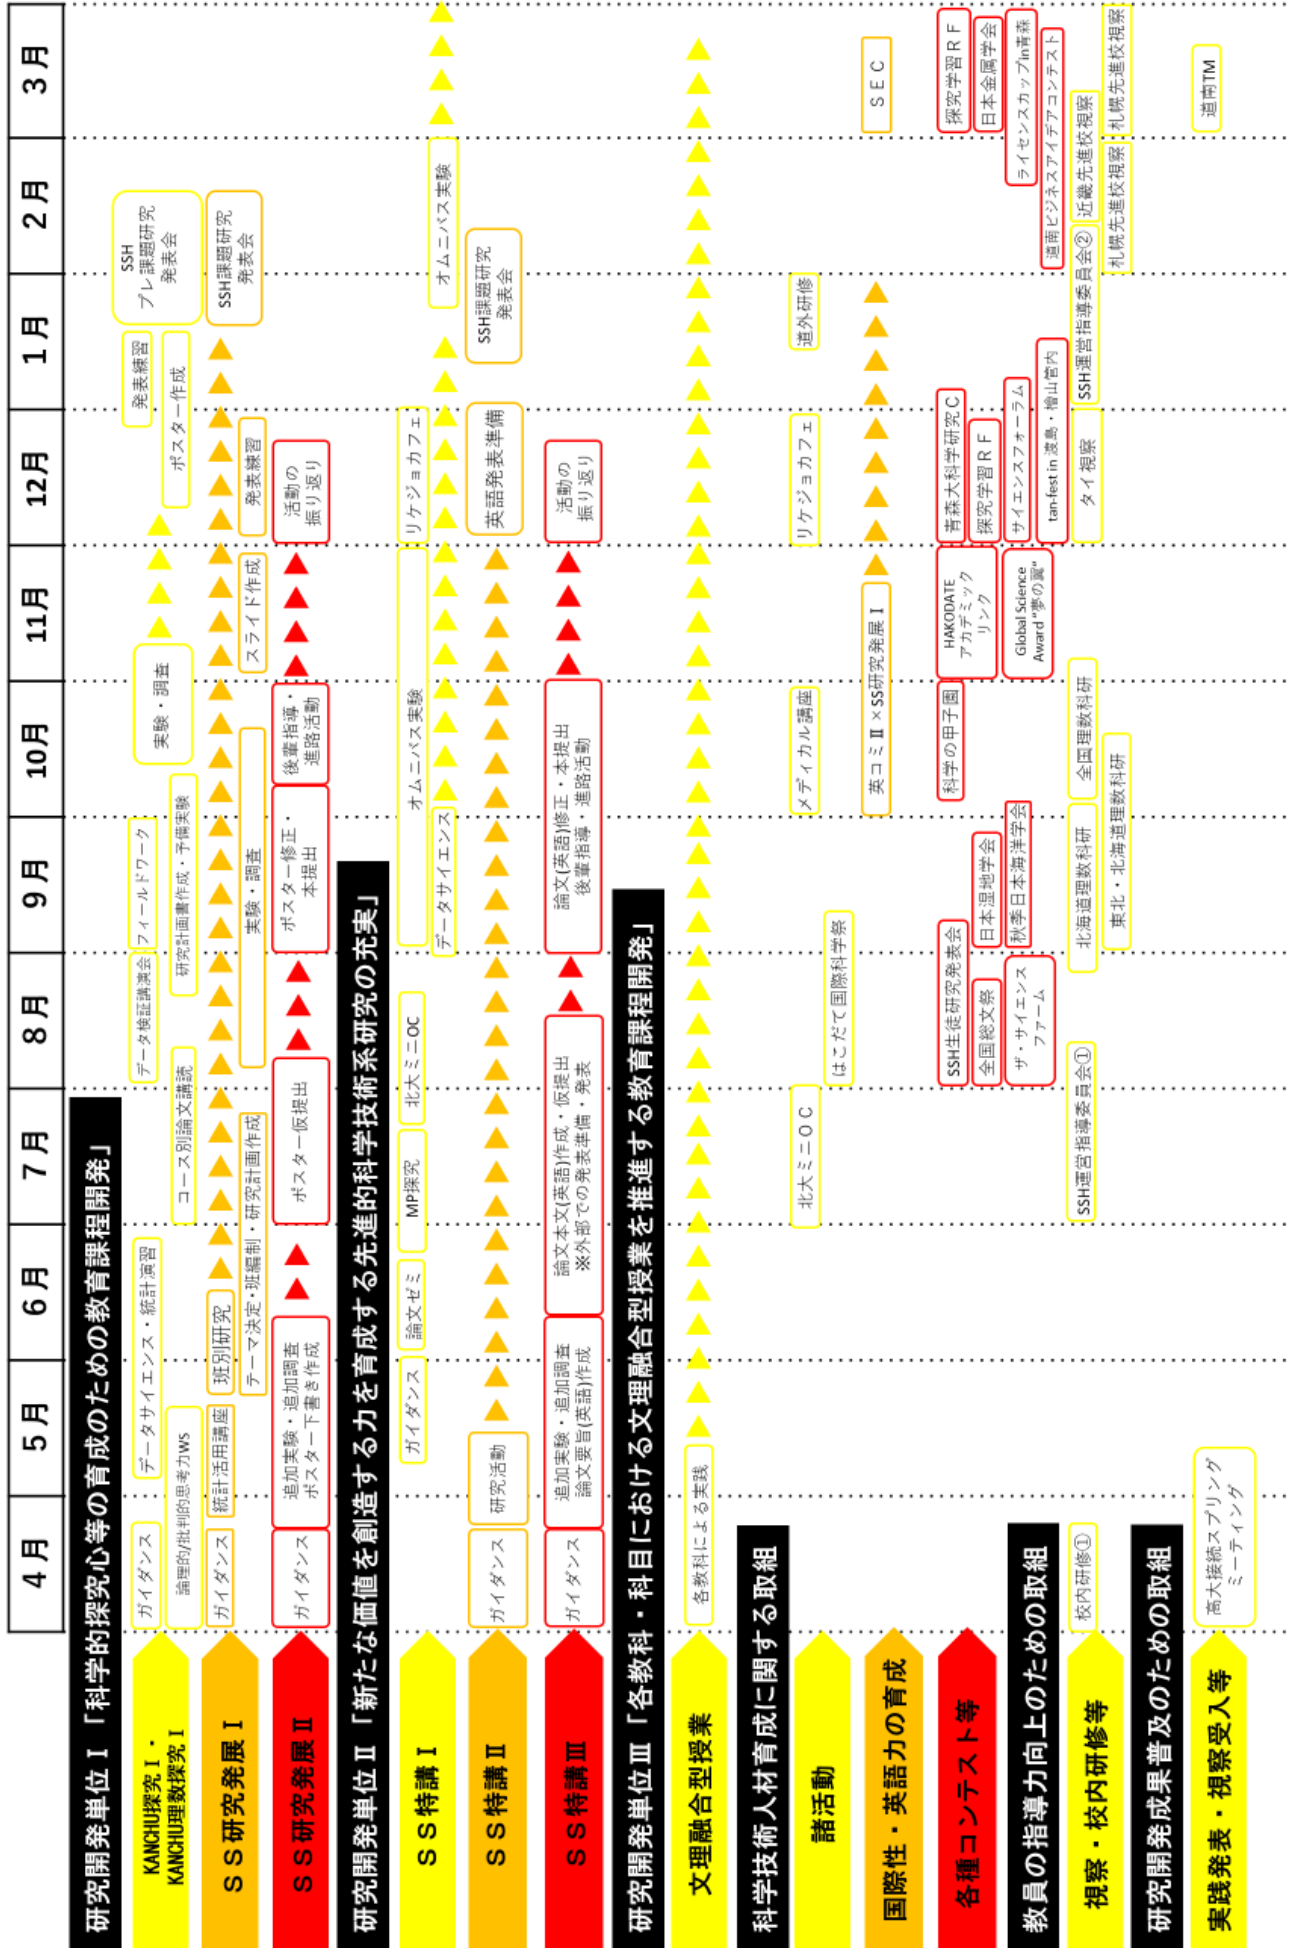 4月
5月
6月
7月
8月
9月
10月
11月
12月
1月
2月
3月
研究開発単位Ⅰ「科学的探究心等の育成のための教育課程開発」
KANCHU探究Ⅰ・
KANCHU理数探究Ⅰ
ガイダンス
データサイエンス・統計演習
データ検証講演会
フィールドワーク
実験・調査
発表練習
SSH
プレ課題研究
発表会
論理的/批判的思考力WS
コース別論文講読
研究計画書作成・予備実験
ポスター作成
ＳＳ研究発展Ⅰ
ガイダンス
統計活用講座
班別研究
SSH課題研究
発表会
テーマ決定・班編制・研究計画作成
実験・調査
スライド作成
発表練習
ＳＳ研究発展Ⅱ
ガイダンス
追加実験・追加調査
ポスター下書き作成
ポスター仮提出
ポスター修正・
本提出
後輩指導・
進路活動
活動の
振り返り
研究開発単位Ⅱ「新たな価値を創造する力を育成する先進的科学技術系研究の充実」
ＳＳ特講Ⅰ
ガイダンス
論文ゼミ
MP探究
北大ミニOC
オムニバス実験
リケジョカフェ
データサイエンス
オムニバス実験
ＳＳ特講Ⅱ
ガイダンス
研究活動
英語発表準備
SSH課題研究
発表会
ＳＳ特講Ⅲ
ガイダンス
追加実験・追加調査
論文要旨(英語)作成
論文本文(英語)作成・仮提出
※外部での発表準備・発表
論文(英語)修正・本提出
後輩指導・進路活動
活動の
振り返り
研究開発単位Ⅲ「各教科・科目における文理融合型授業を推進する教育課程開発」
文理融合型授業
各教科による実践
科学技術人材育成に関する取組
諸活動
北大ミニＯＣ
はこだて国際科学祭
メディカル講座
リケジョカフェ
道外研修
国際性・英語力の育成
英コミⅡ×SS研究発展Ⅰ
ＳＥＣ
各種コンテスト等
SSH生徒研究発表会
科学の甲子園
HAKODATE
アカデミック
リンク
青森大科学研究Ｃ
探究学習ＲＦ
全国総文祭
日本湿地学会
探究学習ＲＦ
日本金属学会
ザ・サイエンス
ファーム
秋季日本海洋学会
Global Science
Award “夢の翼”
サイエンスフォーラム
ライセンスカップin青森
tan-fest in 渡島・檜山管内
道南ビジネスアイデアコンテスト
教員の指導力向上のための取組
視察・校内研修等
校内研修①
SSH運営指導委員会①
北海道理数科研
全国理数科研
タイ視察
SSH運営指導委員会②
近畿先進校視察
東北・北海道理数科研
札幌先進校視察
札幌先進校視察
研究開発成果普及のための取組
実践発表・視察受入等
高大接続スプリング
ミーティング
道南TM